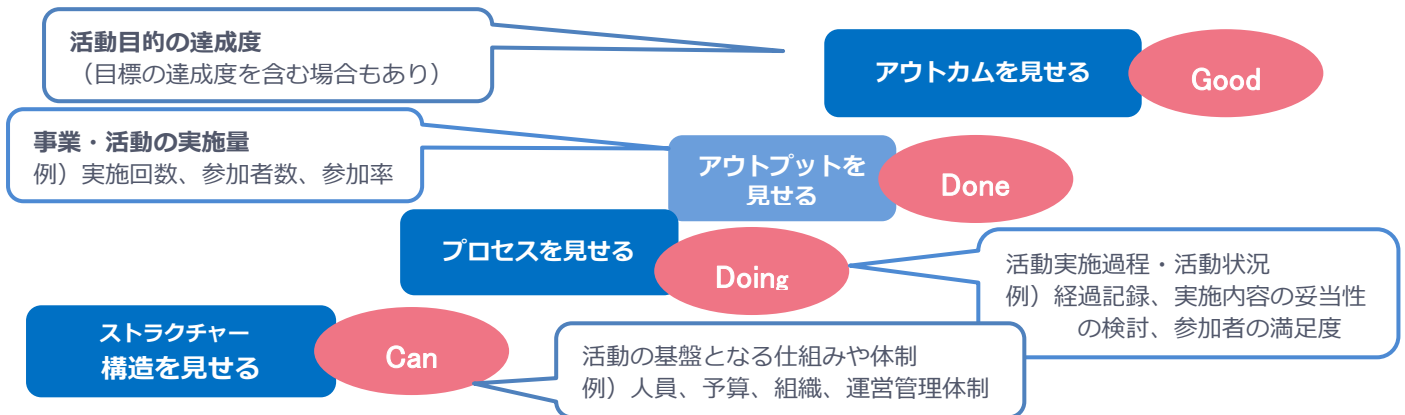 活動目的の達成度
（目標の達成度を含む場合もあり）
アウトカムを見せる
Good
事業・活動の実施量
例）実施回数、参加者数、参加率
アウトプットを
見せる
Done
プロセスを見せる
Doing
活動実施過程・活動状況
例）経過記録、実施内容の妥当性
の検討、参加者の満足度
ストラクチャー
構造を見せる
Can
活動の基盤となる仕組みや体制
例）人員、予算、組織、運営管理体制